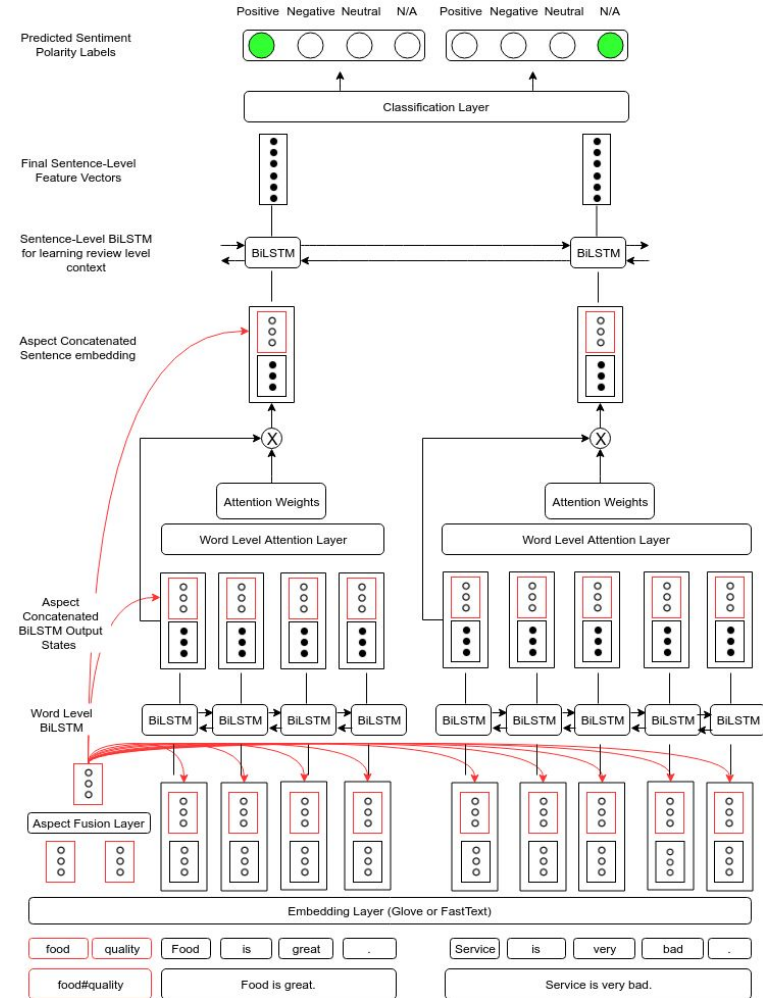 Positive Negative Neutral N/A Positive Negative Neutral N/A
Predicted Sentiment
Polarity Labels
Classification Layer
Final Sentence-Level
Feature Vectors
Sentence-Level BiLSTM
for learning review level
context
BiLSTM BiLSTM
Aspect Concatenated
Sentence embedding
X X
Attention Weights Attention Weights
Word Level Attention Layer Word Level Attention Layer
Aspect
Concatenated
BiLSTM Output
States
Word Level
BiLSTM
BiLSTM BiLSTM BiLSTM BiLSTM BiLSTM BiLSTM BiLSTM BiLSTM BiLSTM
Aspect Fusion Layer
Embedding Layer (Glove or FastText)
food quality Food is great . Service is very bad .
food#quality Food is great. Service is very bad.